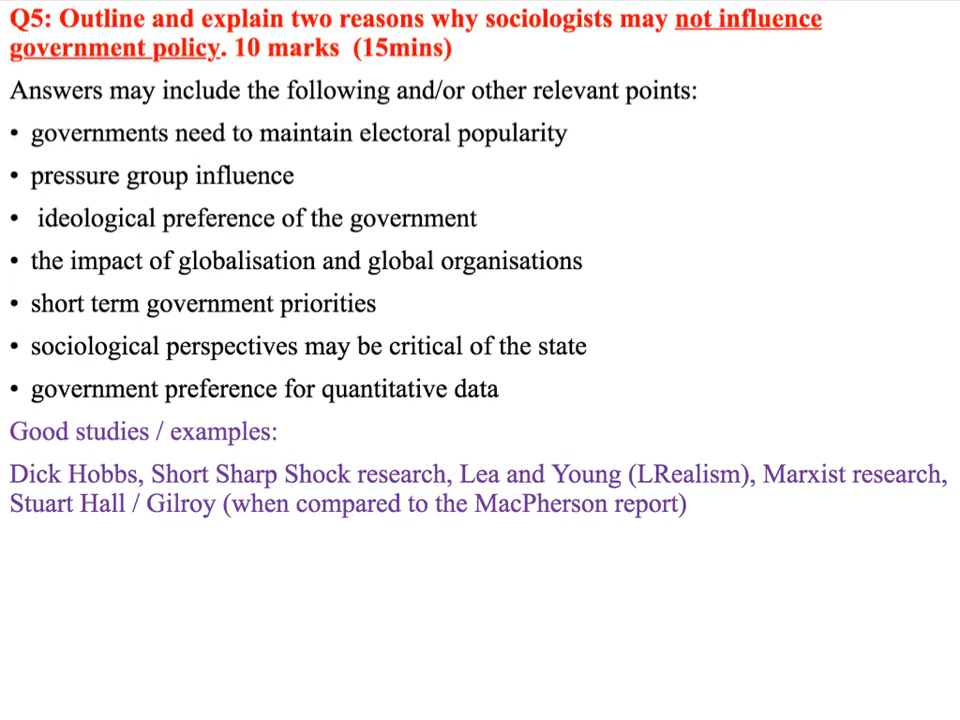 Q5: Outline and explain two reasons why sociologists may not influence
government policy. 10 marks  (15mins)
Answers may include the following and/or other relevant points:
• governments need to maintain electoral popularity
• pressure group influence
• ideological preference of the government
• the impact of globalisation and global organisations
• short term government priorities
• sociological perspectives may be critical of the state
• government preference for quantitative data
Good studies / examples:
Dick Hobbs, Short Sharp Shock research, Lea and Young (LRealism), Marxist research,
Stuart Hall / Gilroy (when compared to the MacPherson report)